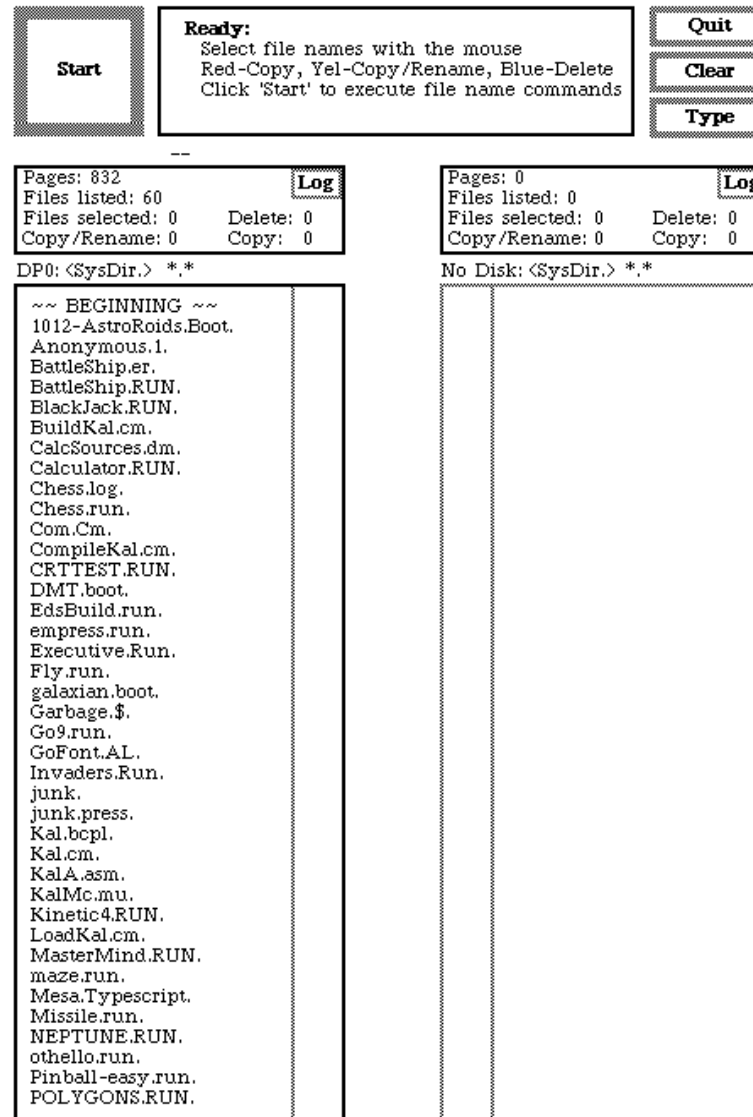 Start
Ready:
Select file names with the mouse
Red-Copy, Yel-Copy/Rename, Blue-Delete
Click 'Start' to execute file name commands
Quit
Clear
Type
--
Pages: 832
Log
Files listed: 60
Files selected: 0 Delete: 0
Copy/Rename: 0 Copy: 0
DP0: <SysDir.> *.*
~~ BEGINNING ~~
1012-AstroRoids.Boot.
Anonymous.1.
BattleShip.er.
BattleShip.RUN.
BlackJack.RUN.
BuildKal.cm.
CalcSources.dm.
Calculator.RUN.
Chess.log.
Chess.run.
Com.Cm.
CompileKal.cm.
CRTTEST.RUN.
DMT.boot.
EdsBuild.run.
empress.run.
Executive.Run.
Fly.run.
galaxian.boot.
Garbage.$.
Go9.run.
GoFont.AL.
Invaders.Run.
junk.
junk.press.
Kal.bcpl.
Kal.cm.
KalA.asm.
KalMc.mu.
Kinetic4.RUN.
LoadKal.cm.
MasterMind.RUN.
maze.run.
Mesa.Typescript.
Missile.run.
NEPTUNE.RUN.
othello.run.
Pinball-easy.run.
POLYGONS.RUN.
Pages: 0
Log
Files listed: 0
Files selected: 0 Delete: 0
Copy/Rename: 0 Copy: 0
No Disk: <SysDir.> *.*